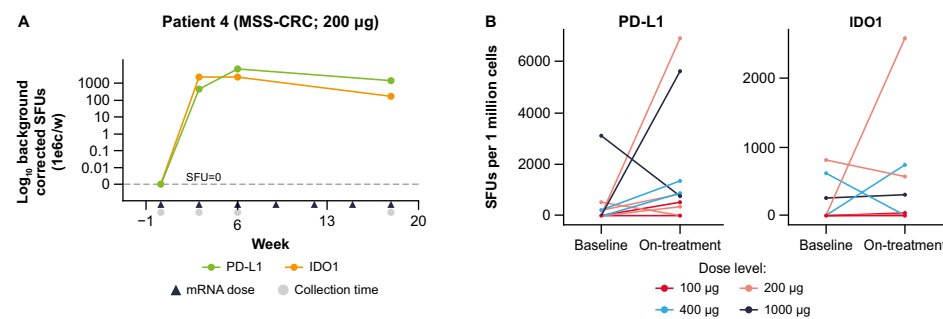 A
Patient 4 (MSS-CRC; 200 µg)
Log10 background
corrected SFUs
(1e6c/w)
1000
100
10
1
0.1
0.01
0
SFU=0
−1
6
13
20
Week
PD-L1
IDO1
mRNA dose
Collection time
B
PD-L1
IDO1
SFUs per 1 million cells
6000
4000
2000
0
2000
1000
0
Baseline
On-treatment
Baseline
On-treatment
Dose level:
100 µg
200 µg
400 µg
1000 µg